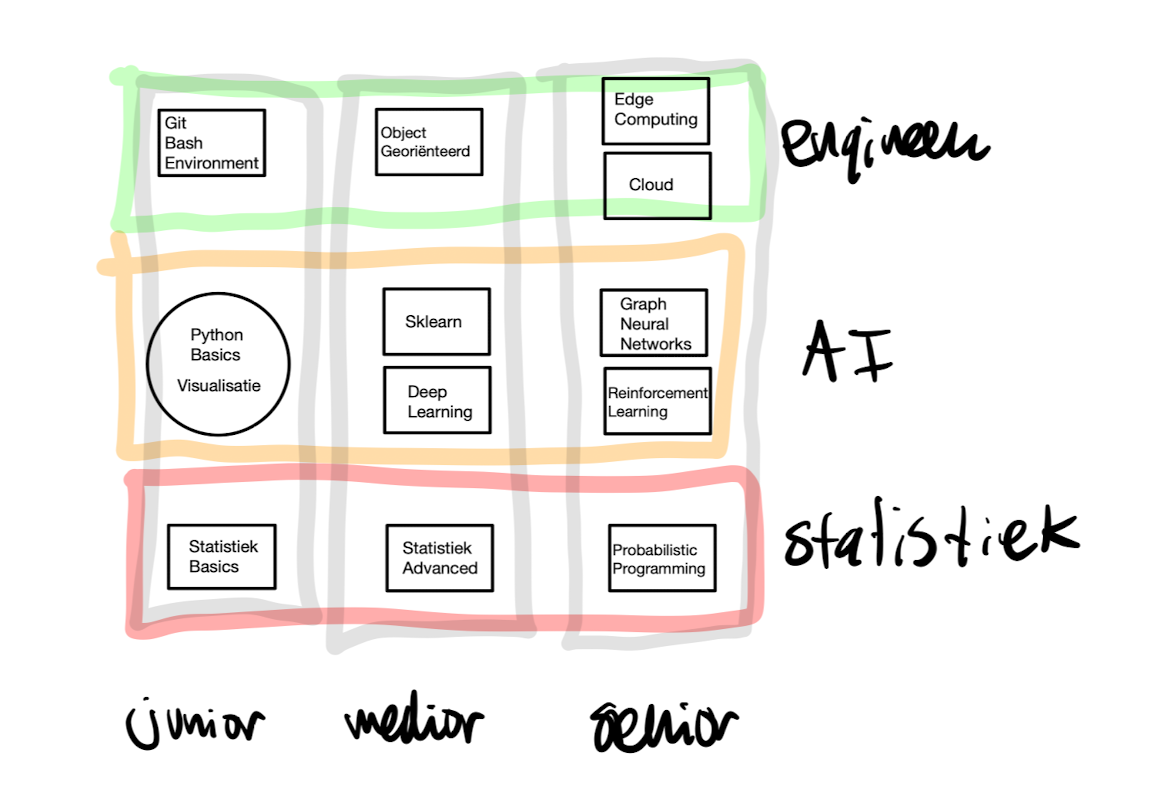 Git
Bash
Environment
Object
Georiënteerd
Edge
Computing
Cloud
engineer
Python
Basics
Visualisatie
Sklearn
Deep
Learning
Graph
Neural
Networks
Reinforcement
Learning
AI
Statistiek
Basics
Statistiek
Advanced
Probabilistic
Programming
statistiek
junior
medior
senior